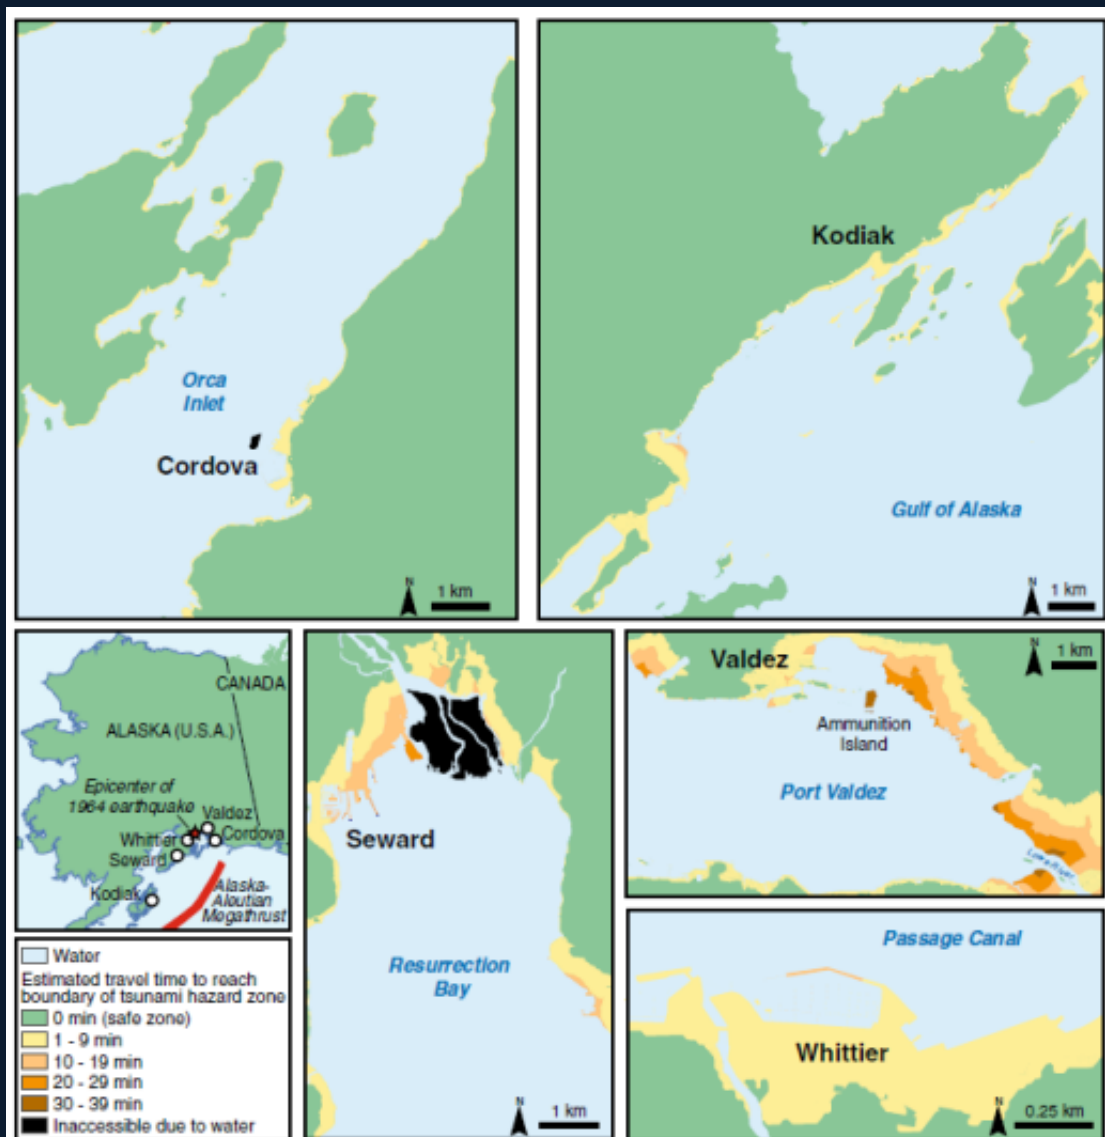 Kodiak
Orca
Inlet
Cordova
Gulf of Alaska
N
1 km
N
1 km
CANADA
ALASKA (U.S.A.)
Epicenter of
1964 earthquake
Valdez
Whittier
Cordova
Seward
Kodiak
Alaska-
Aleutian
Megathrust
Water
Estimated travel time to reach
boundary of tsunami hazard zone
0 min (safe zone)
1 - 9 min
10 - 19 min
20 - 29 min
30 - 39 min
Inaccessible due to water
Seward
Resurrection
Bay
N
1 km
Valdez
N
1 km
Ammunition
Island
Port Valdez
Lowe River
Passage Canal
Whittier
N
0.25 km